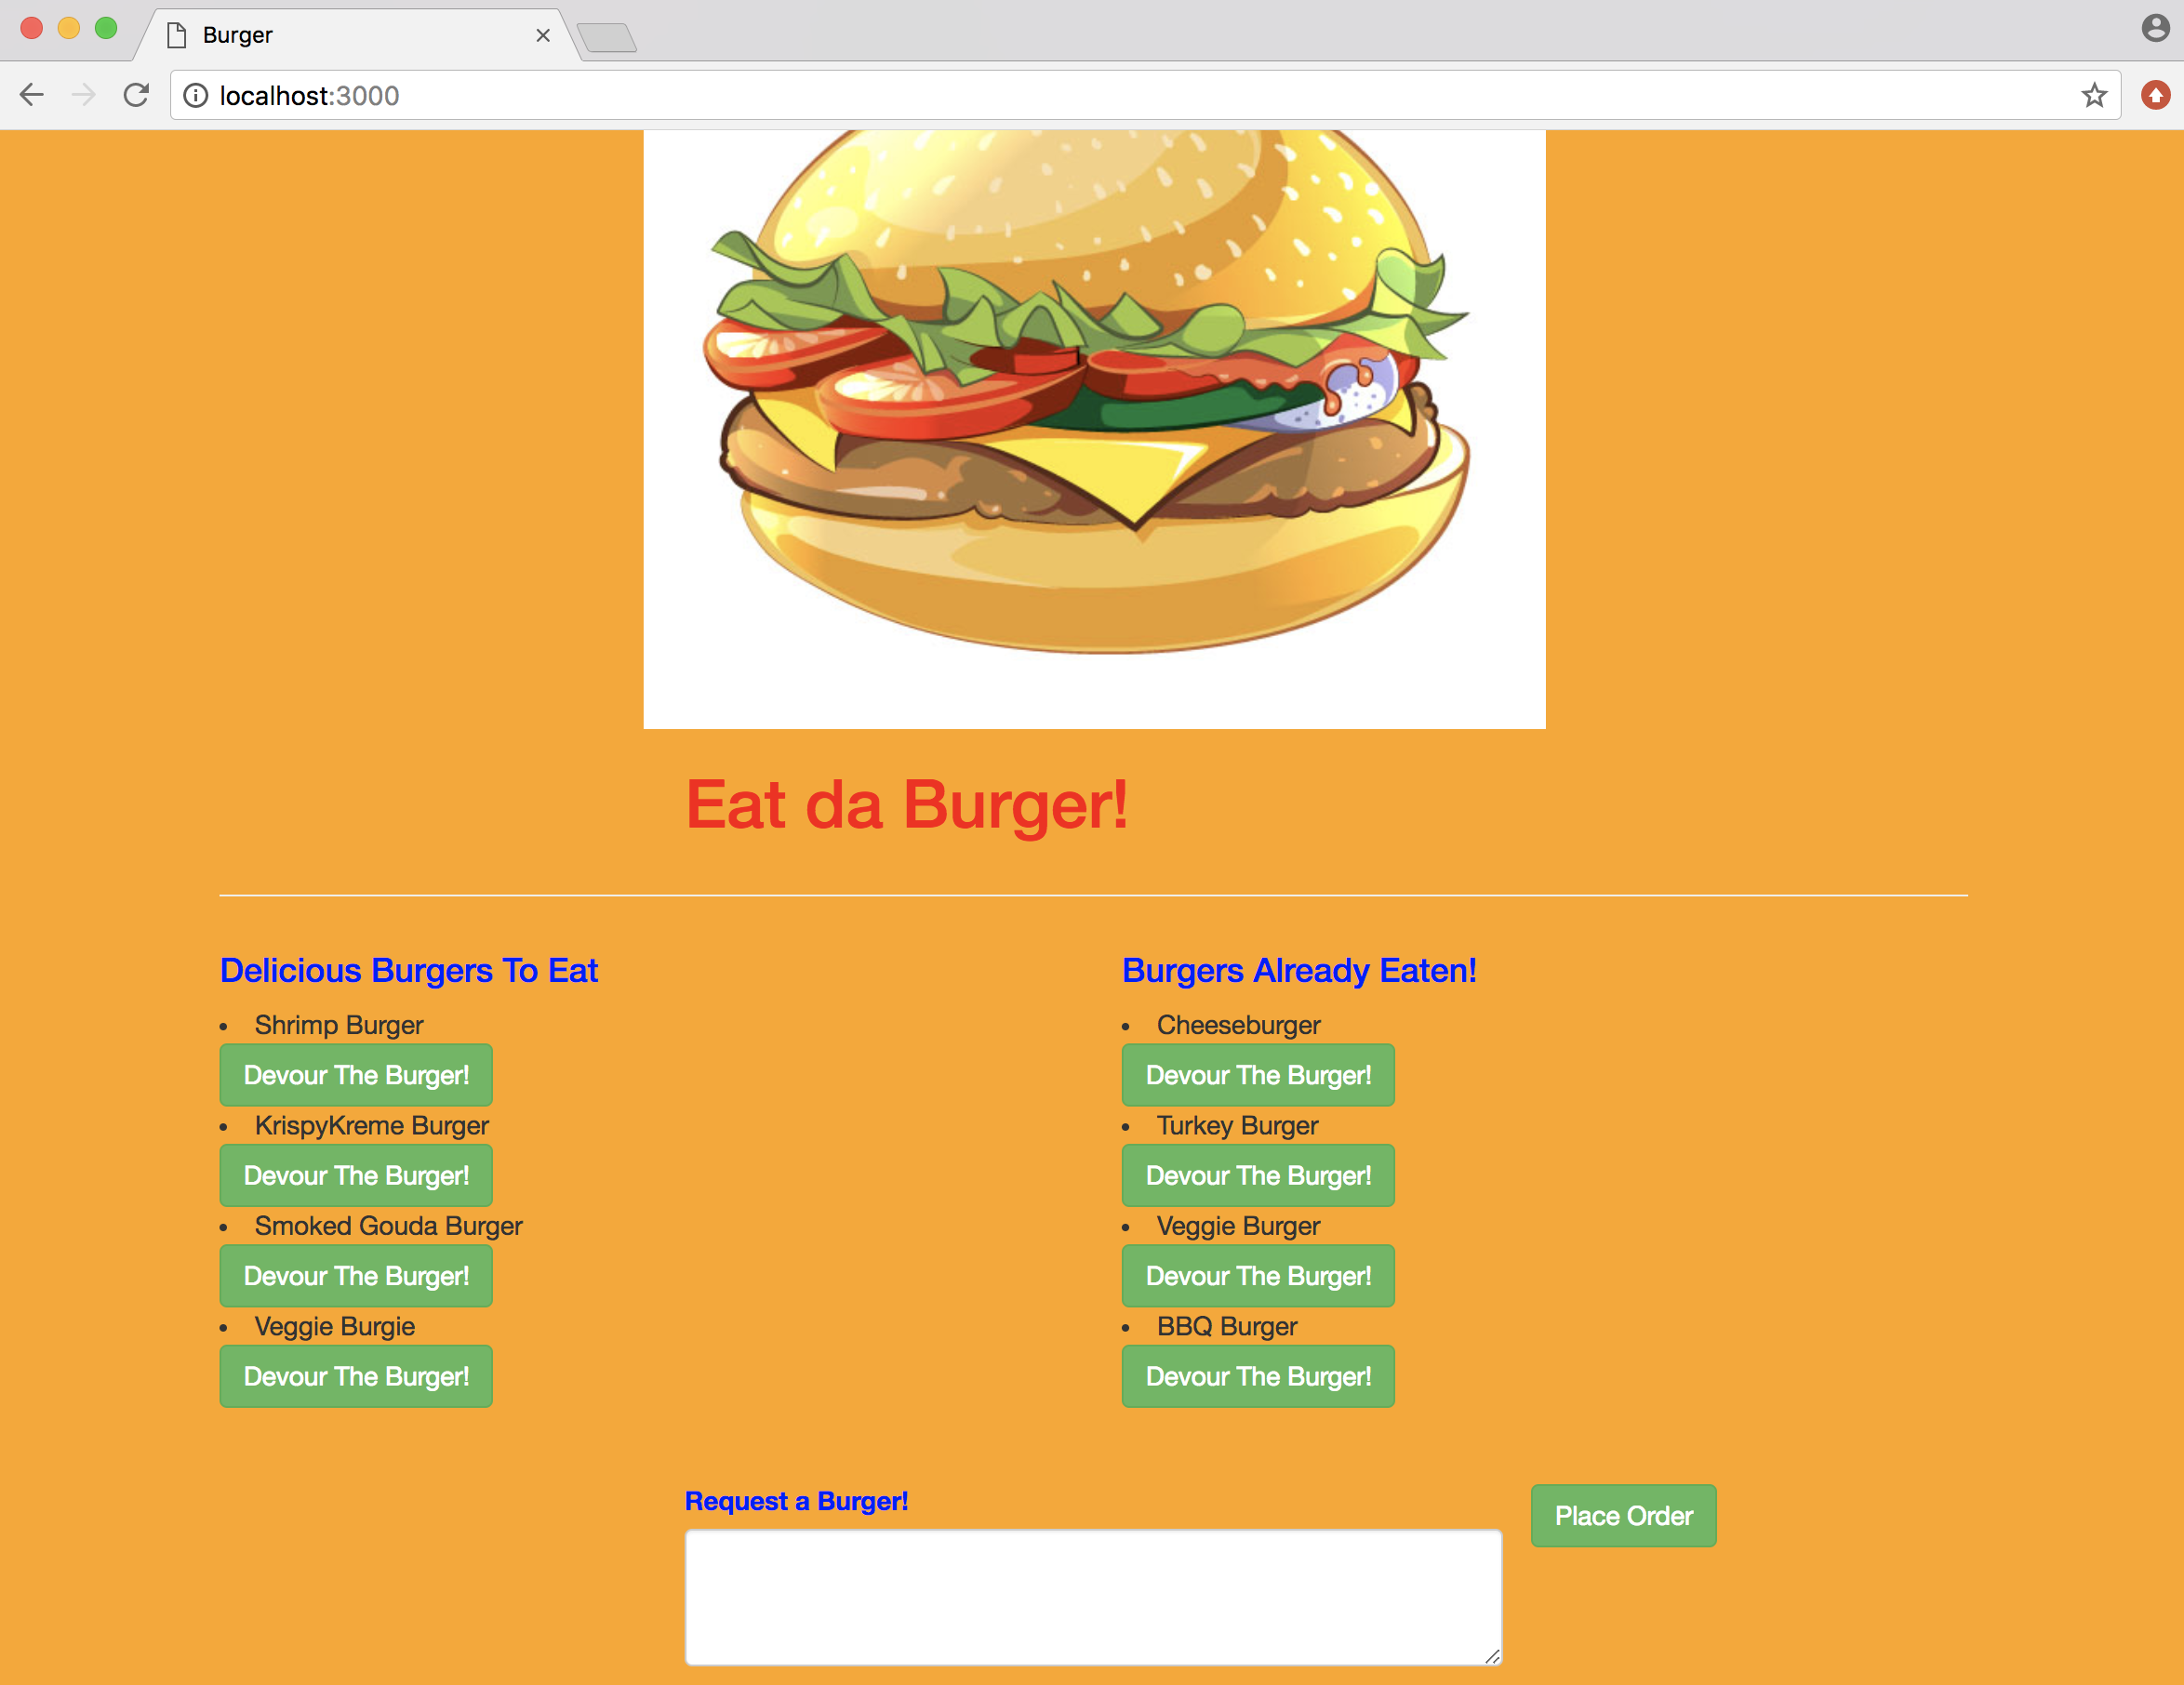 Burger
localhost:3000
Eat da Burger!
Delicious Burgers To Eat
Shrimp Burger
Devour The Burger!
KrispyKreme Burger
Devour The Burger!
Smoked Gouda Burger
Devour The Burger!
Veggie Burgie
Devour The Burger!
Burgers Already Eaten!
Cheeseburger
Devour The Burger!
Turkey Burger
Devour The Burger!
Veggie Burger
Devour The Burger!
BBQ Burger
Devour The Burger!
Request a Burger!
Place Order